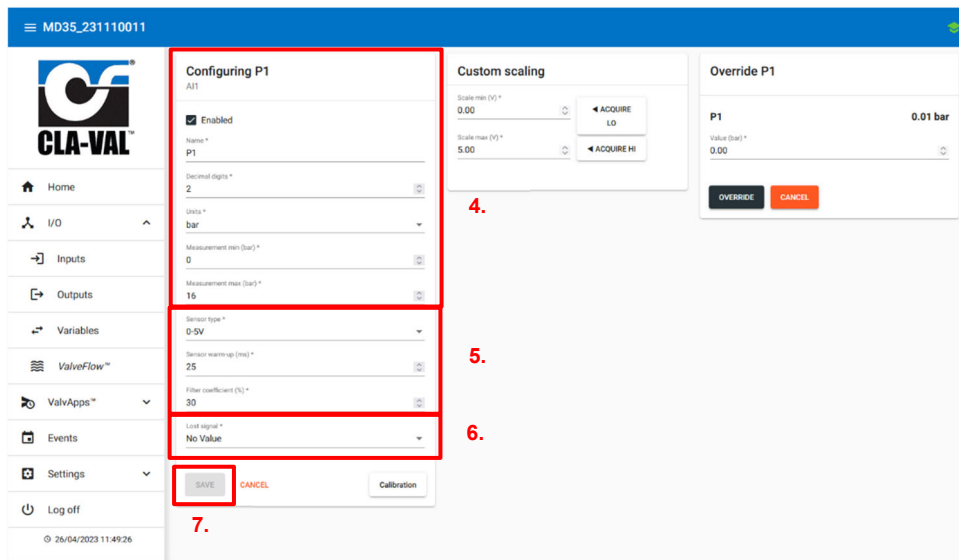 MD35_231110011
CLA-VAL™
Home
I/O
Inputs
Outputs
Variables
ValveFlow™
ValvApps™
Events
Settings
Log off
26/04/2023 11:49:26
Configuring P1
AI1
Enabled
Name *
P1
Decimal digits *
2
Units *
bar
Measurement min (bar) *
0
Measurement max (bar) *
16
Sensor type *
0-5V
Sensor warm-up (ms) *
25
Filter coefficient (%) *
30
Lost signal *
No Value
SAVE
CANCEL
Calibration
4.
5.
6.
7.
Custom scaling
Scale min (V) *
0.00
◀ ACQUIRE
LO
Scale max (V) *
5.00
◀ ACQUIRE HI
Override P1
P1 0.01 bar
Value (bar) *
0.00
OVERRIDE
CANCEL